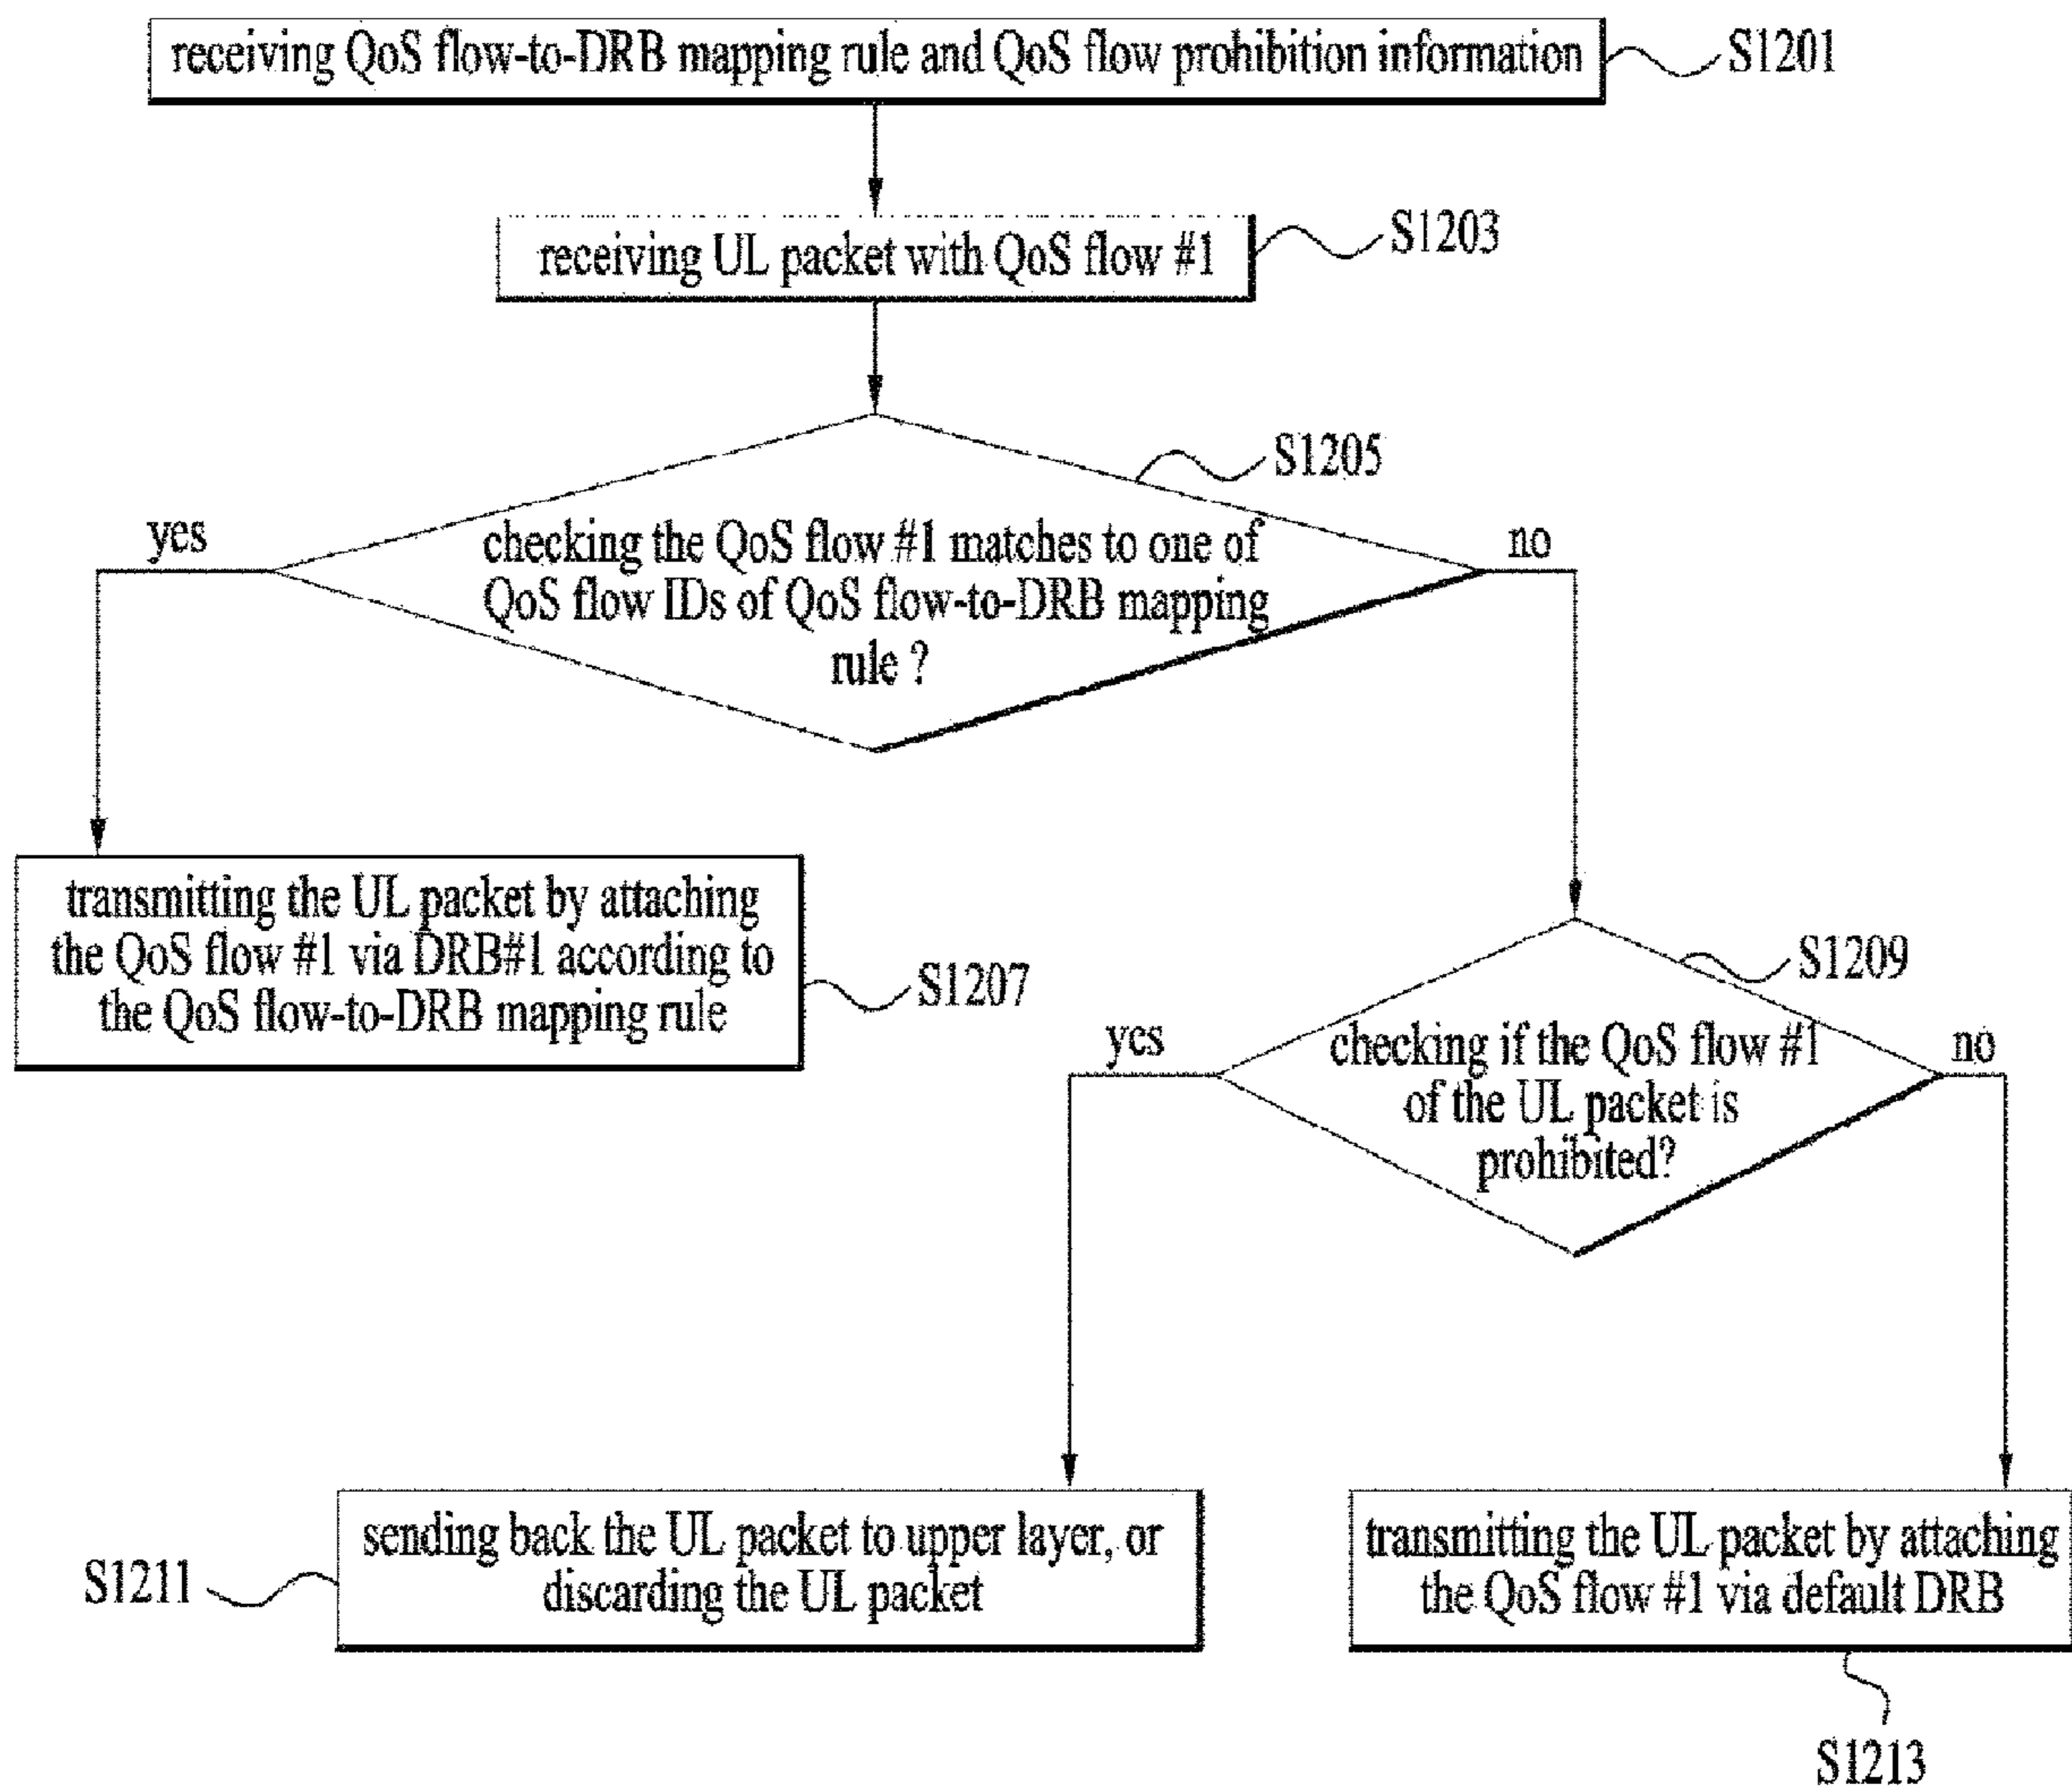 receiving QoS flow-to-DRB mapping rule and QoS flow prohibition information
S1201
receiving UL packet with QoS flow #1
S1203
S1205
yes
checking the QoS flow #1 matches to one of
QoS flow IDs of QoS flow-to-DRB mapping
rule ?
no
transmitting the UL packet by attaching
the QoS flow #1 via DRB#1 according to
the QoS flow-to-DRB mapping rule
S1207
S1209
yes
checking if the QoS flow #1
of the UL packet is
prohibited?
no
sending back the UL packet to upper layer, or
discarding the UL packet
S1211
transmitting the UL packet by attaching
the QoS flow #1 via default DRB
S1213